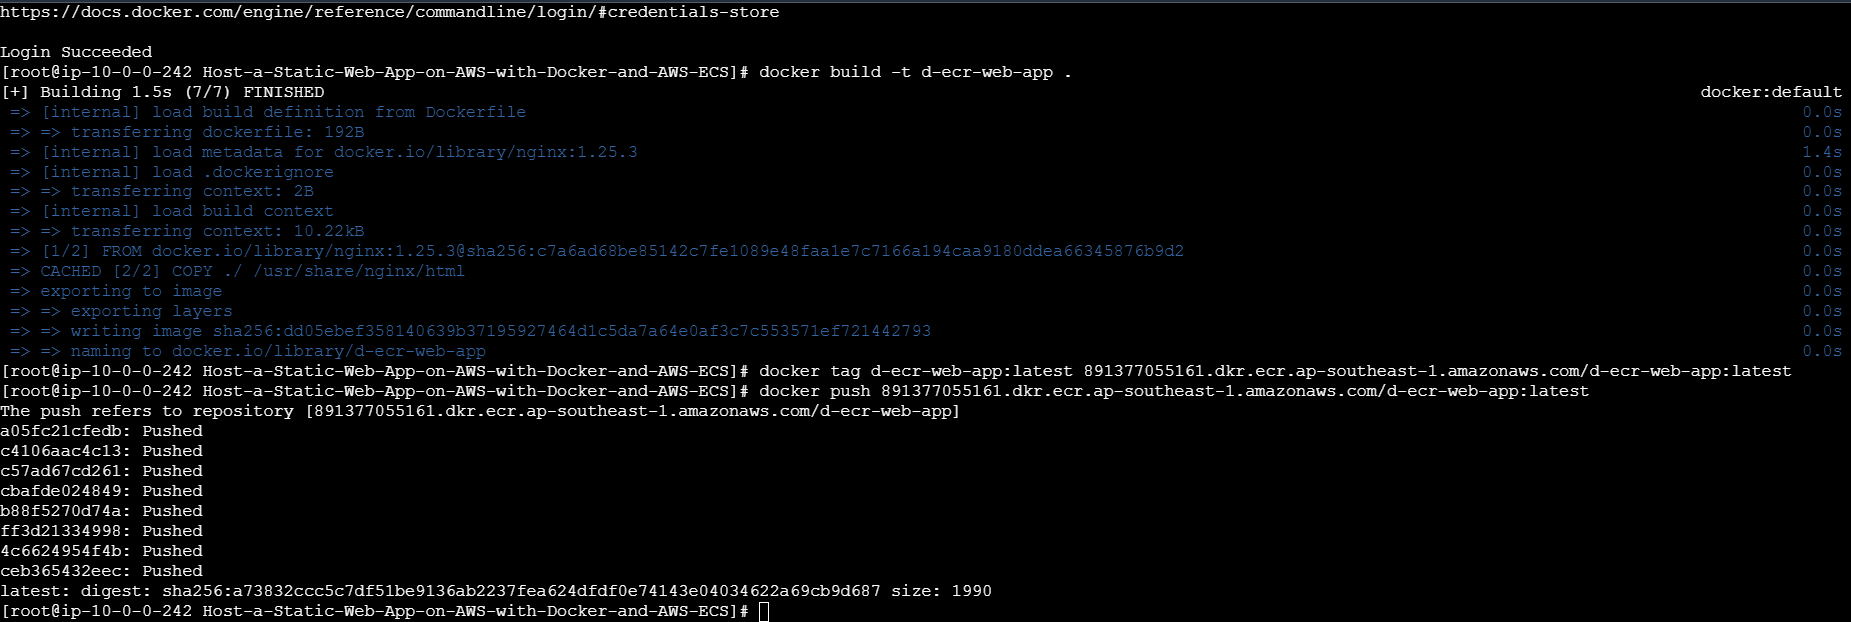 https://docs.docker.com/engine/reference/commandline/login/#credentials-store
Login Succeeded
[root@ip-10-0-0-242 Host-a-Static-Web-App-on-AWS-with-Docker-and-AWS-ECS]# docker build -t d-ecr-web-app .
[+] Building 1.5s (7/7) FINISHED docker:default
=> [internal] load build definition from Dockerfile 0.0s
=> => transferring dockerfile: 192B 0.0s
=> [internal] load metadata for docker.io/library/nginx:1.25.3 1.4s
=> [internal] load .dockerignore 0.0s
=> => transferring context: 2B 0.0s
=> [internal] load build context 0.0s
=> => transferring context: 10.22kB 0.0s
=> [1/2] FROM docker.io/library/nginx:1.25.3@sha256:c7a6ad68be85142c7fe1089e48faa1e7c7166a194caa9180ddea66345876b9d2 0.0s
=> CACHED [2/2] COPY ./ /usr/share/nginx/html 0.0s
=> exporting to image 0.0s
=> => exporting layers 0.0s
=> => writing image sha256:dd05ebef358140639b37195927464d1c5da7a64e0af3c7c553571ef721442793 0.0s
=> => naming to docker.io/library/d-ecr-web-app 0.0s
[root@ip-10-0-0-242 Host-a-Static-Web-App-on-AWS-with-Docker-and-AWS-ECS]# docker tag d-ecr-web-app:latest 891377055161.dkr.ecr.ap-southeast-1.amazonaws.com/d-ecr-web-app:latest
[root@ip-10-0-0-242 Host-a-Static-Web-App-on-AWS-with-Docker-and-AWS-ECS]# docker push 891377055161.dkr.ecr.ap-southeast-1.amazonaws.com/d-ecr-web-app:latest
The push refers to repository [891377055161.dkr.ecr.ap-southeast-1.amazonaws.com/d-ecr-web-app]
a05fc21cfedb: Pushed
c4106aac4c13: Pushed
c57ad67cd261: Pushed
cbafde024849: Pushed
b88f5270d74a: Pushed
ff3d21334998: Pushed
4c6624954f4b: Pushed
ceb365432eec: Pushed
latest: digest: sha256:a73832ccc5c7df51be9136ab2237fea624dfdf0e74143e04034622a69cb9d687 size: 1990
[root@ip-10-0-0-242 Host-a-Static-Web-App-on-AWS-with-Docker-and-AWS-ECS]#